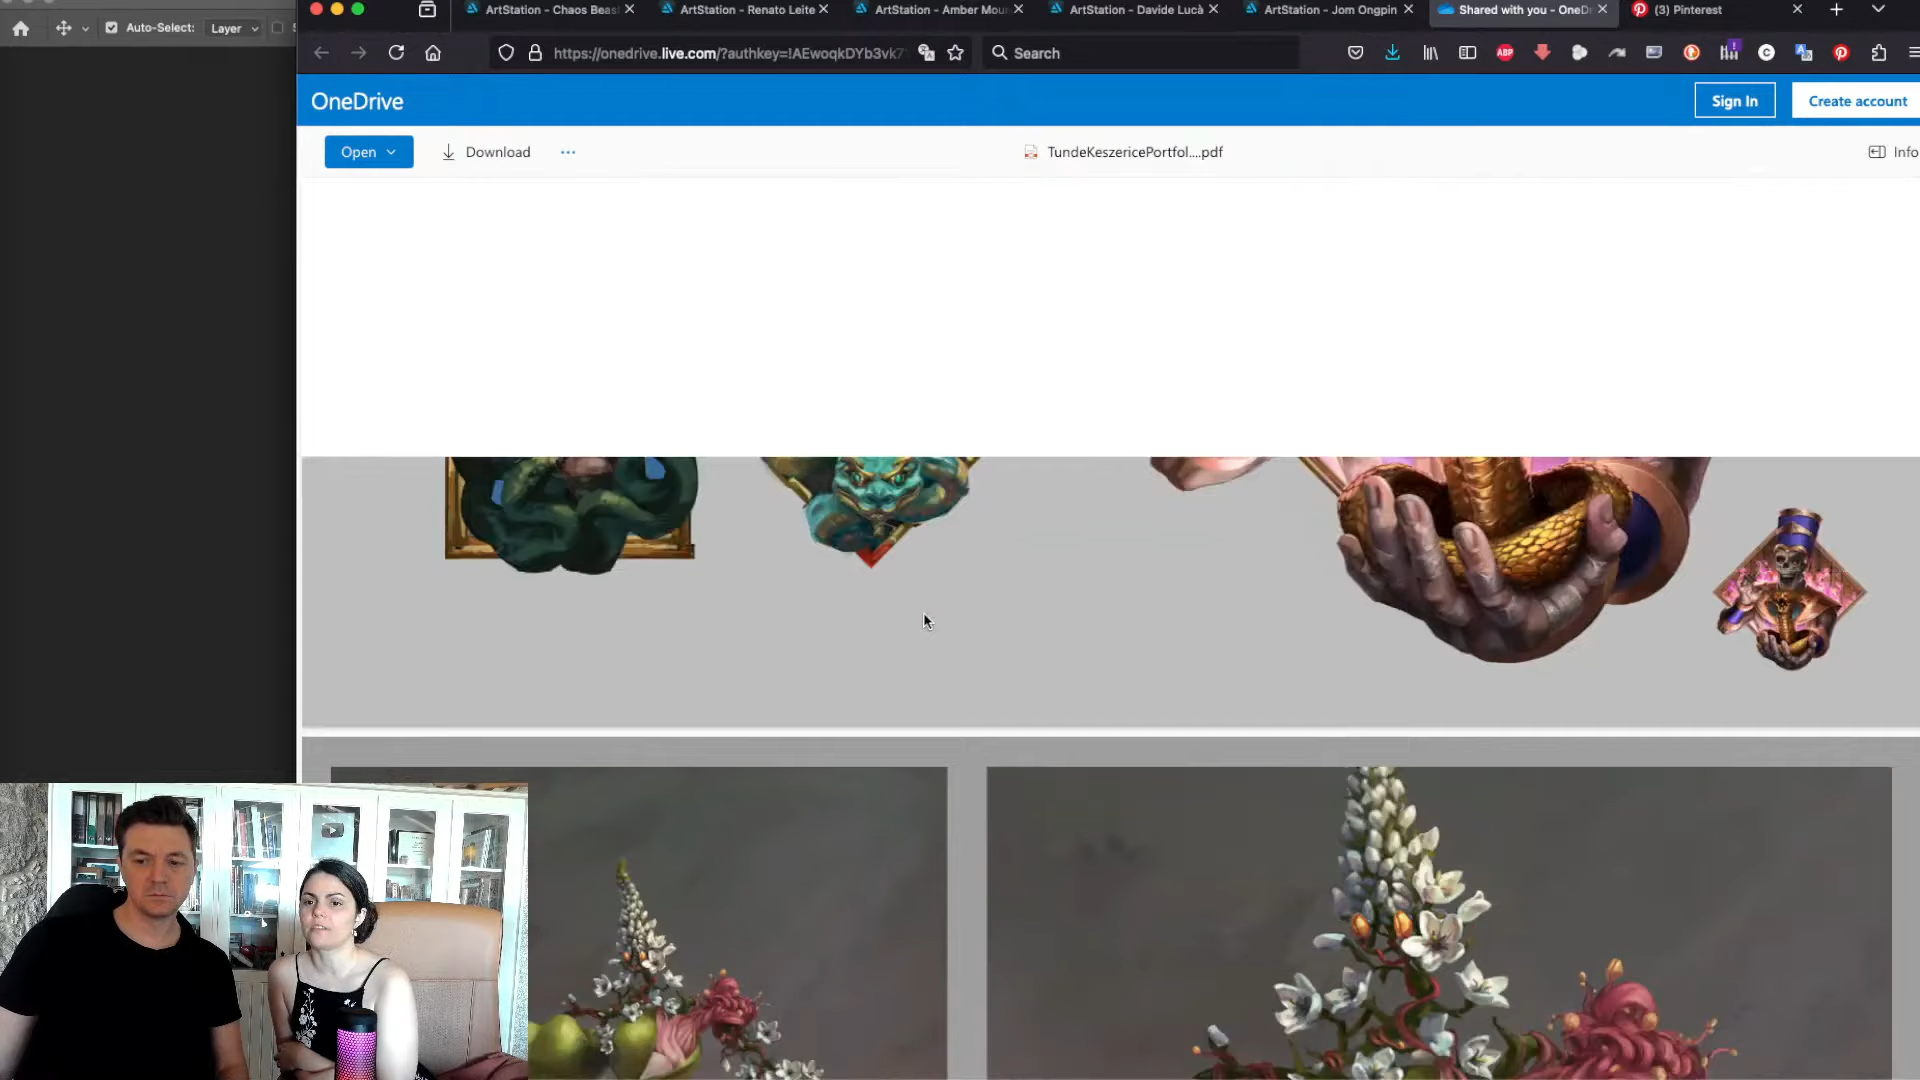 Auto-Select:
Layer
ArtStation - Chaos Beas
ArtStation - Renato Leite
ArtStation - Amber Mou
ArtStation - Davide Lucà
ArtStation - Jom Ongpin
Shared with you - OneD
(3) Pinterest
https://onedrive.live.com/?authkey=!AEwoqkDYb3vk7
Search
ABP
OneDrive
Sign In
Create account
Open
Download
TundeKeszericePortfol....pdf
Info